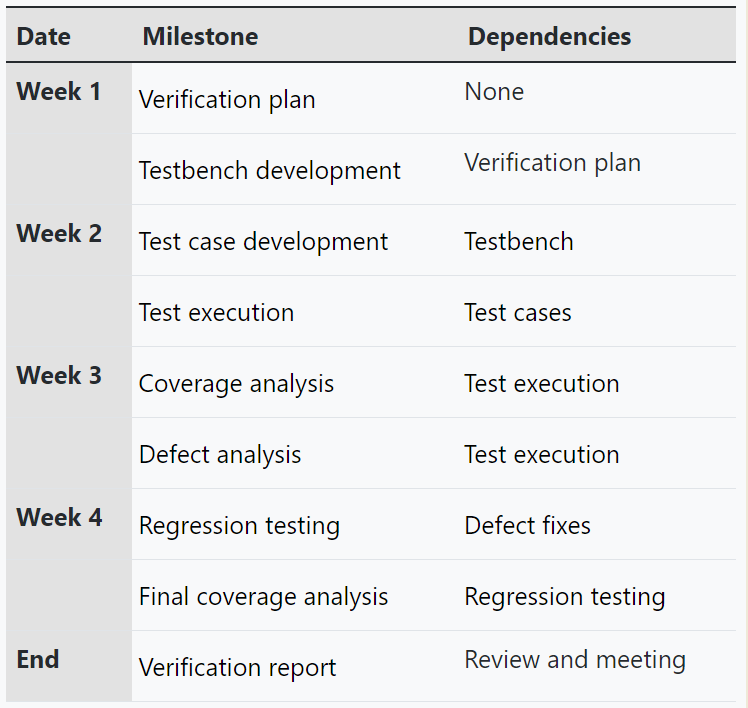 Date Milestone Dependencies
Week 1 Verification plan None
Testbench development Verification plan
Week 2 Test case development Testbench
Test execution Test cases
Week 3 Coverage analysis Test execution
Defect analysis Test execution
Week 4 Regression testing Defect fixes
Final coverage analysis Regression testing
End Verification report Review and meeting